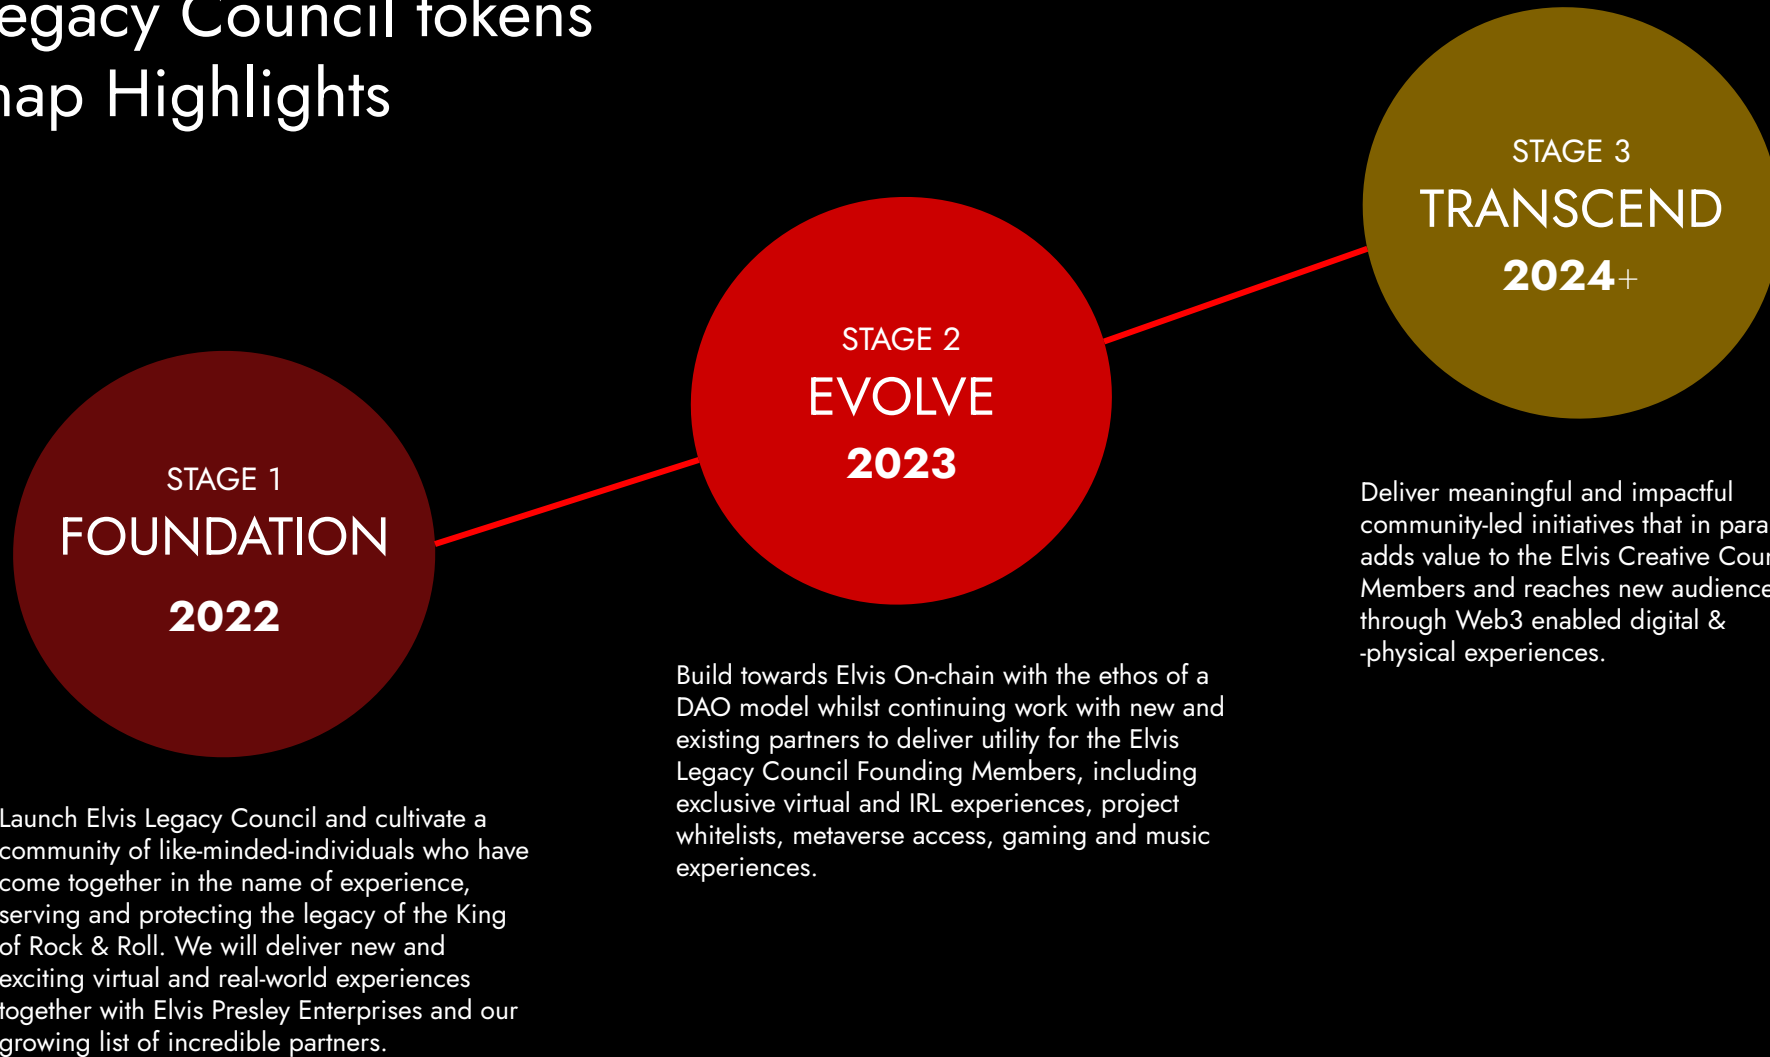 egacy Council tokens
ap Highlights
STAGE 1
FOUNDATION
2022
Launch Elvis Legacy Council and cultivate a
community of like-minded-individuals who have
come together in the name of experience,
serving and protecting the legacy of the King
of Rock & Roll. We will deliver new and
exciting virtual and real-world experiences
together with Elvis Presley Enterprises and our
growing list of incredible partners.
STAGE 2
EVOLVE
2023
Build towards Elvis On-chain with the ethos of a
DAO model whilst continuing work with new and
existing partners to deliver utility for the Elvis
Legacy Council Founding Members, including
exclusive virtual and IRL experiences, project
whitelists, metaverse access, gaming and music
experiences.
STAGE 3
TRANSCEND
2024+
Deliver meaningful and impactful
community-led initiatives that in para
adds value to the Elvis Creative Cou
Members and reaches new audience
through Web3 enabled digital &
-physical experiences.